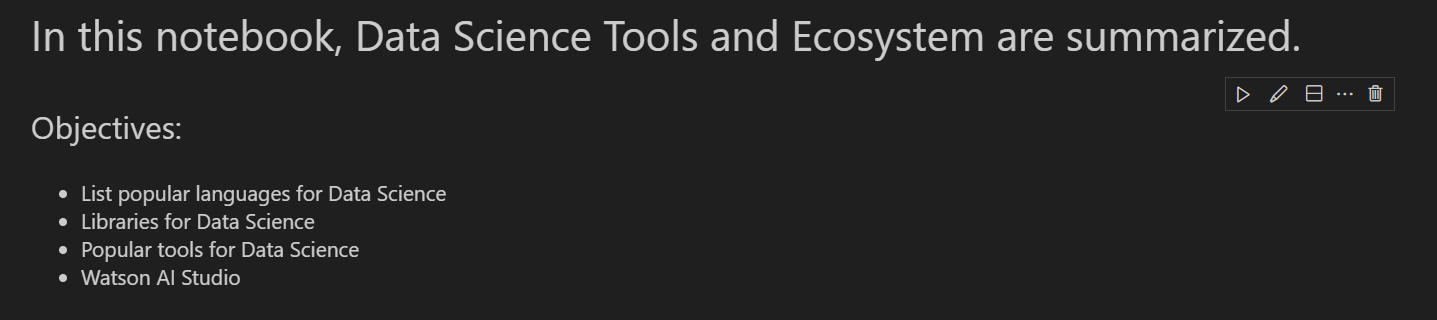 In this notebook, Data Science Tools and Ecosystem are summarized.
Objectives:
• List popular languages for Data Science
• Libraries for Data Science
• Popular tools for Data Science
• Watson AI Studio